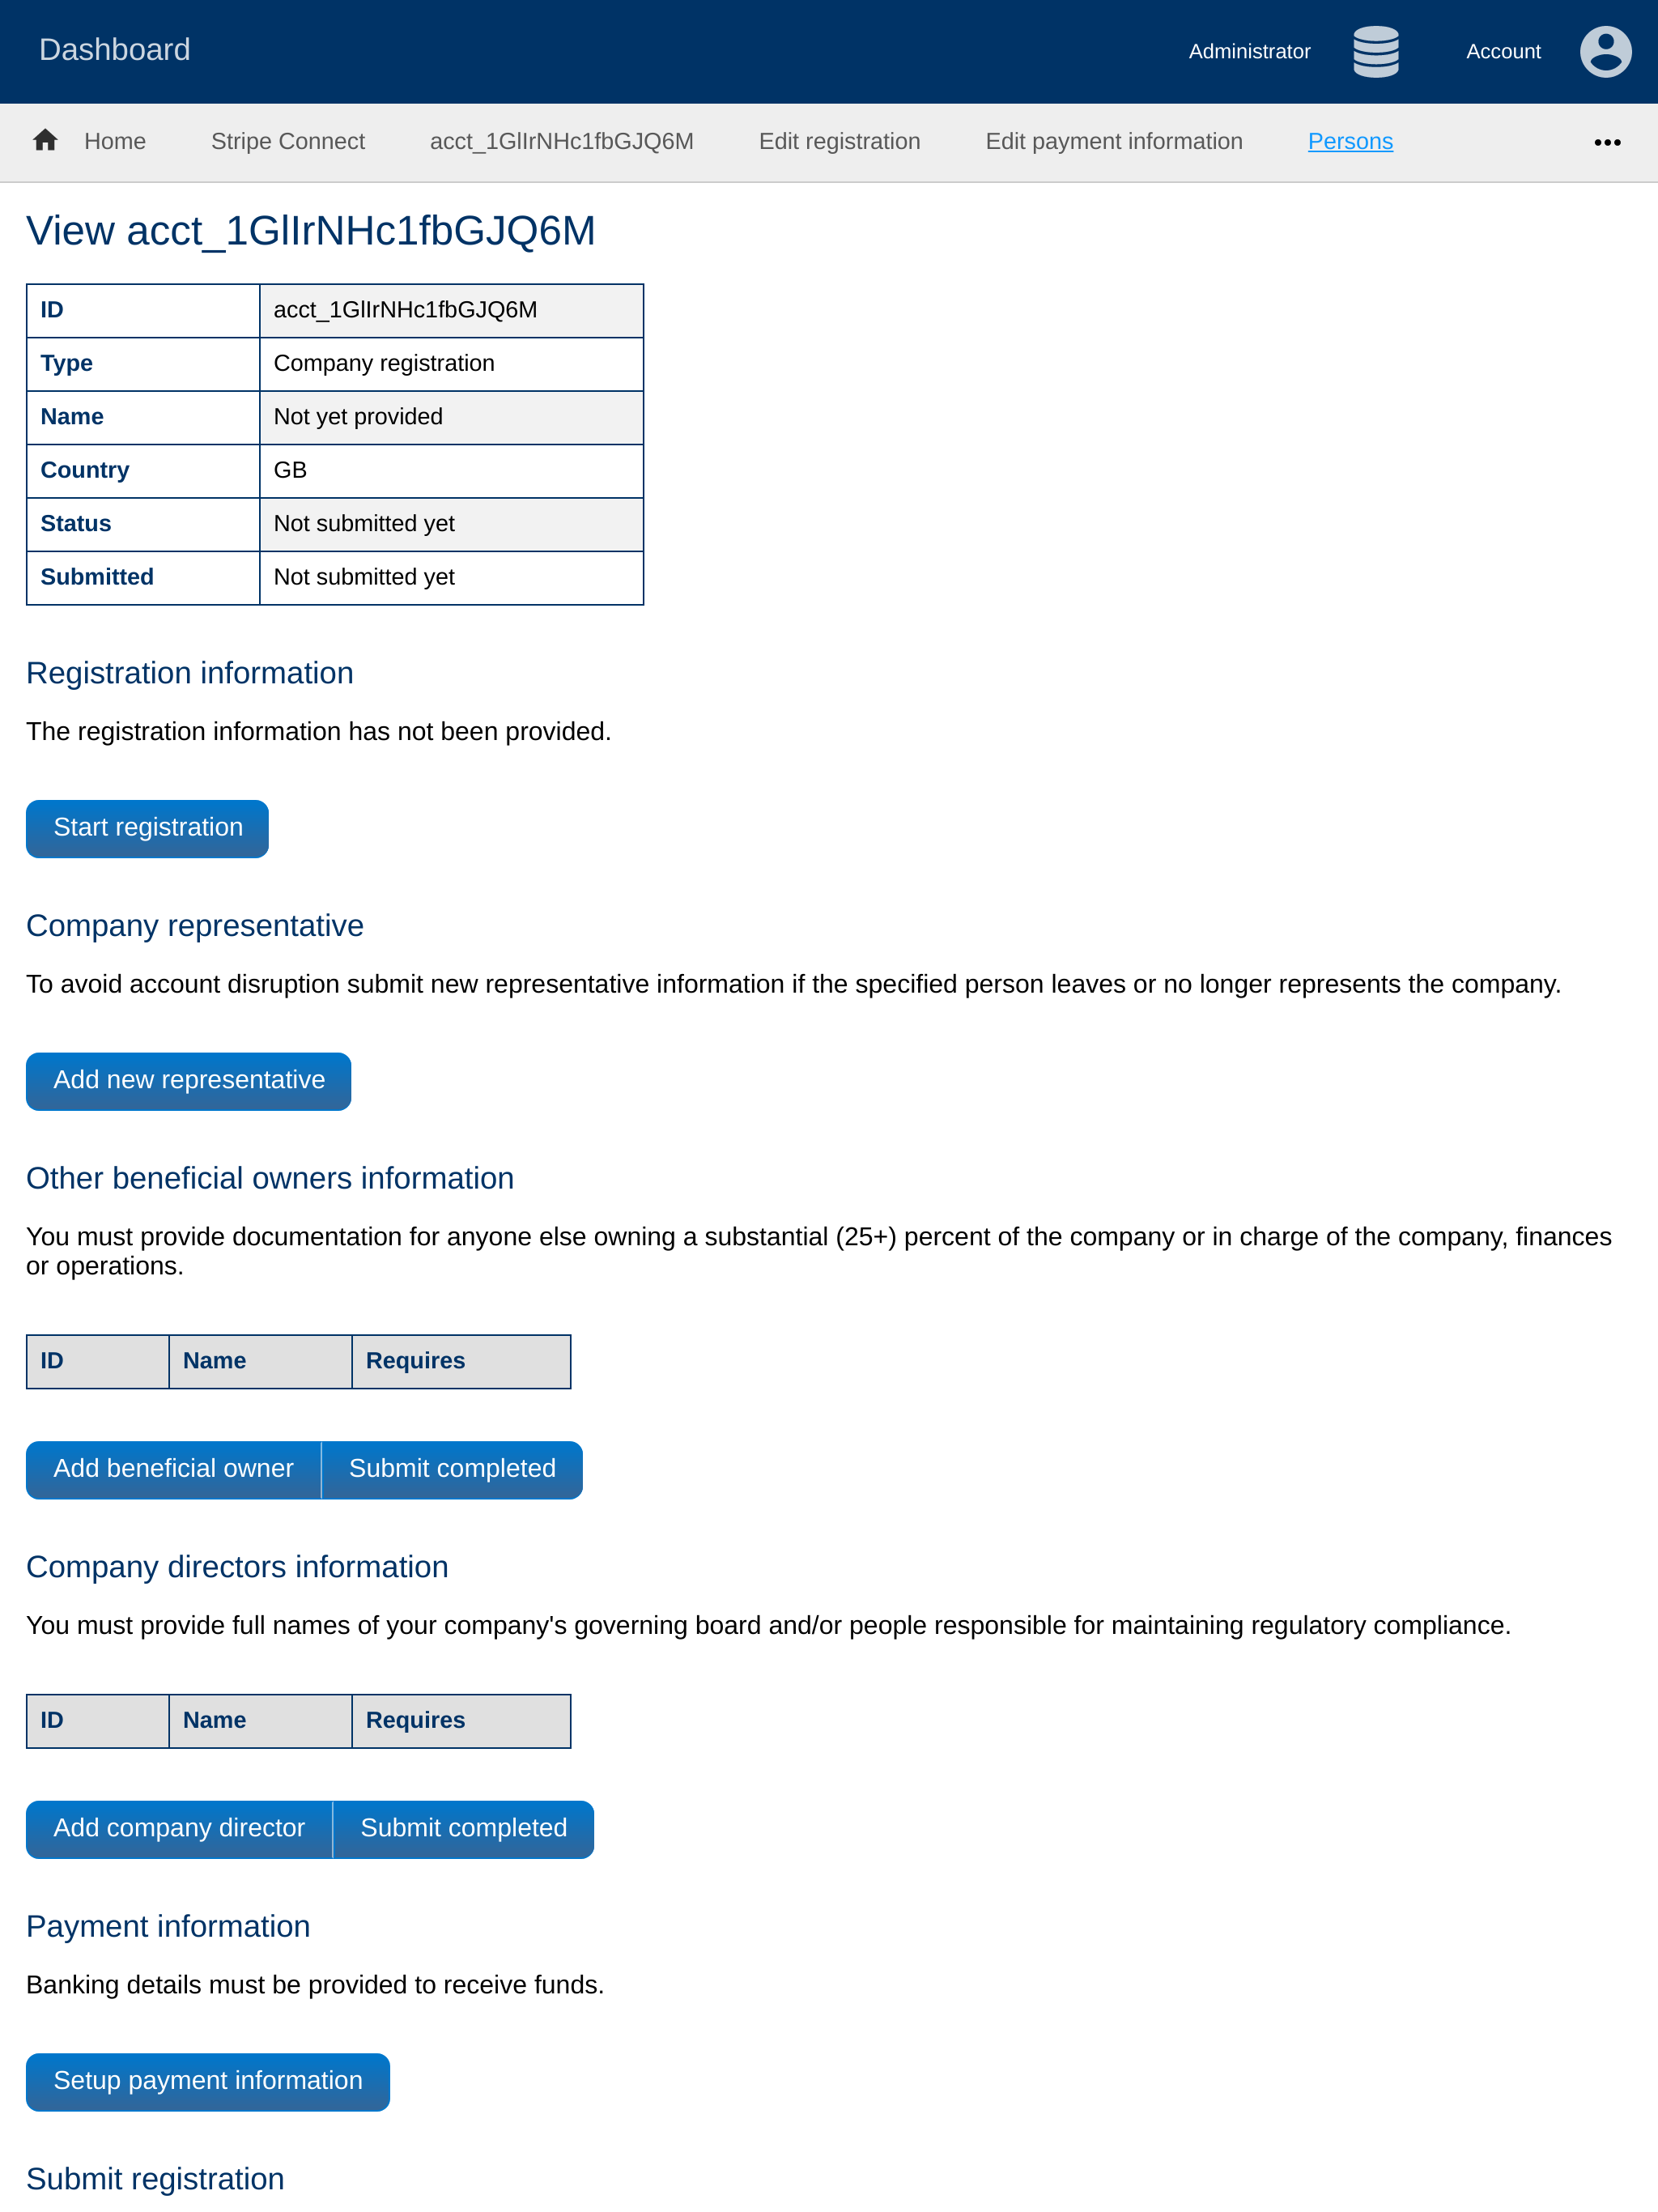 Dashboard
Administrator
Account
Home
Stripe Connect
acct_1GlIrNHc1fbGJQ6M
Edit registration
Edit payment information
Persons
View acct_1GlIrNHc1fbGJQ6M
ID acct_1GlIrNHc1fbGJQ6M
Type Company registration
Name Not yet provided
Country GB
Status Not submitted yet
Submitted Not submitted yet
Registration information
The registration information has not been provided.
Start registration
Company representative
To avoid account disruption submit new representative information if the specified person leaves or no longer represents the company.
Add new representative
Other beneficial owners information
You must provide documentation for anyone else owning a substantial (25+) percent of the company or in charge of the company, finances
or operations.
ID Name Requires
Add beneficial owner Submit completed
Company directors information
You must provide full names of your company's governing board and/or people responsible for maintaining regulatory compliance.
ID Name Requires
Add company director Submit completed
Payment information
Banking details must be provided to receive funds.
Setup payment information
Submit registration